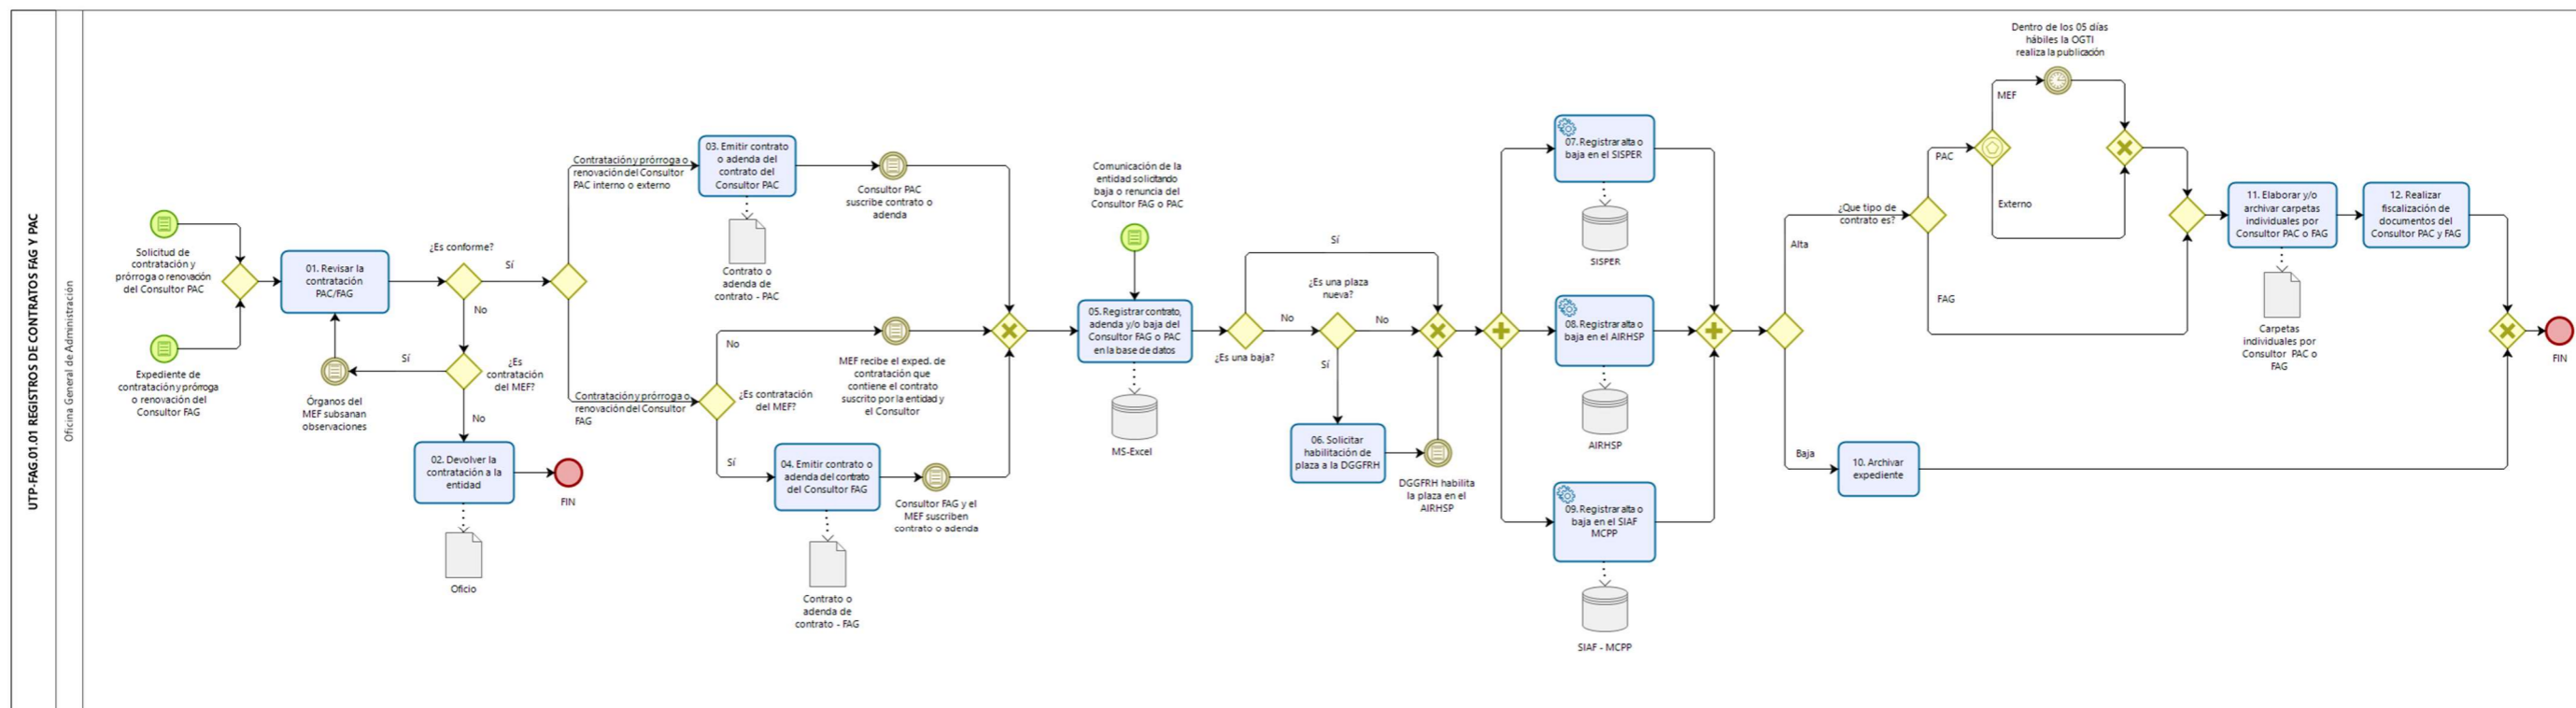 UTP-FAG.01.01 REGISTROS DE CONTRATOS FAG Y PAC
Oficina General de Administración
Solicitud de
contratación y
prórroga o renovación
del Consultor PAC
Expediente de
contratación y prórroga
o renovación del
Consultor FAG
01. Revisar la
contratación
PAC/FAG
¿Es conforme?
Sí
No
¿Es
contratación
del MEF?
Sí
Órganos del
MEF subsanan
observaciones
No
02. Devolver la
contratación a la
entidad
FIN
Oficio
Contratación y prórroga o
renovación del Consultor
PAC interno o externo
03. Emitir contrato
o adenda del
contrato del
Consultor PAC
Contrato o
adenda de
contrato - PAC
Consultor PAC
suscribe contrato o
adenda
Contratación y prórroga o
renovación del Consultor
FAG
No
¿Es contratación
del MEF?
MEF recibe el exped. de
contratación que
contiene el contrato
suscrito por la entidad y
el Consultor
Sí
04. Emitir contrato o
adenda del contrato
del Consultor FAG
Consultor FAG y el
MEF suscriben
contrato o adenda
Contrato o
adenda de
contrato - FAG
Comunicación de la
entidad solicitando
baja o renuncia del
Consultor FAG o PAC
05. Registrar contrato,
adenda y/o baja del
Consultor FAG o PAC
en la base de datos
MS-Excel
¿Es una baja?
Sí
No
¿Es una plaza
nueva?
No
Sí
06. Solicitar
habilitación de
plaza a la DGGFRH
DGGFRH habilita
la plaza en el
AIRHSP
07. Registrar alta o
baja en el SISPER
SISPER
08. Registrar alta o
baja en el AIRHSP
AIRHSP
09. Registrar alta o
baja en el SIAF
MCPP
SIAF - MCPP
Alta
Baja
10. Archivar
expediente
¿Que tipo de
contrato es?
PAC
FAG
MEF
Externo
Dentro de los 05 días
hábiles la OGTI
realiza la publicación
11. Elaborar y/o
archivar carpetas
individuales por
Consultor PAC o FAG
Carpetas
individuales por
Consultor PAC o
FAG
12. Realizar
fiscalización de
documentos del
Consultor PAC y FAG
FIN